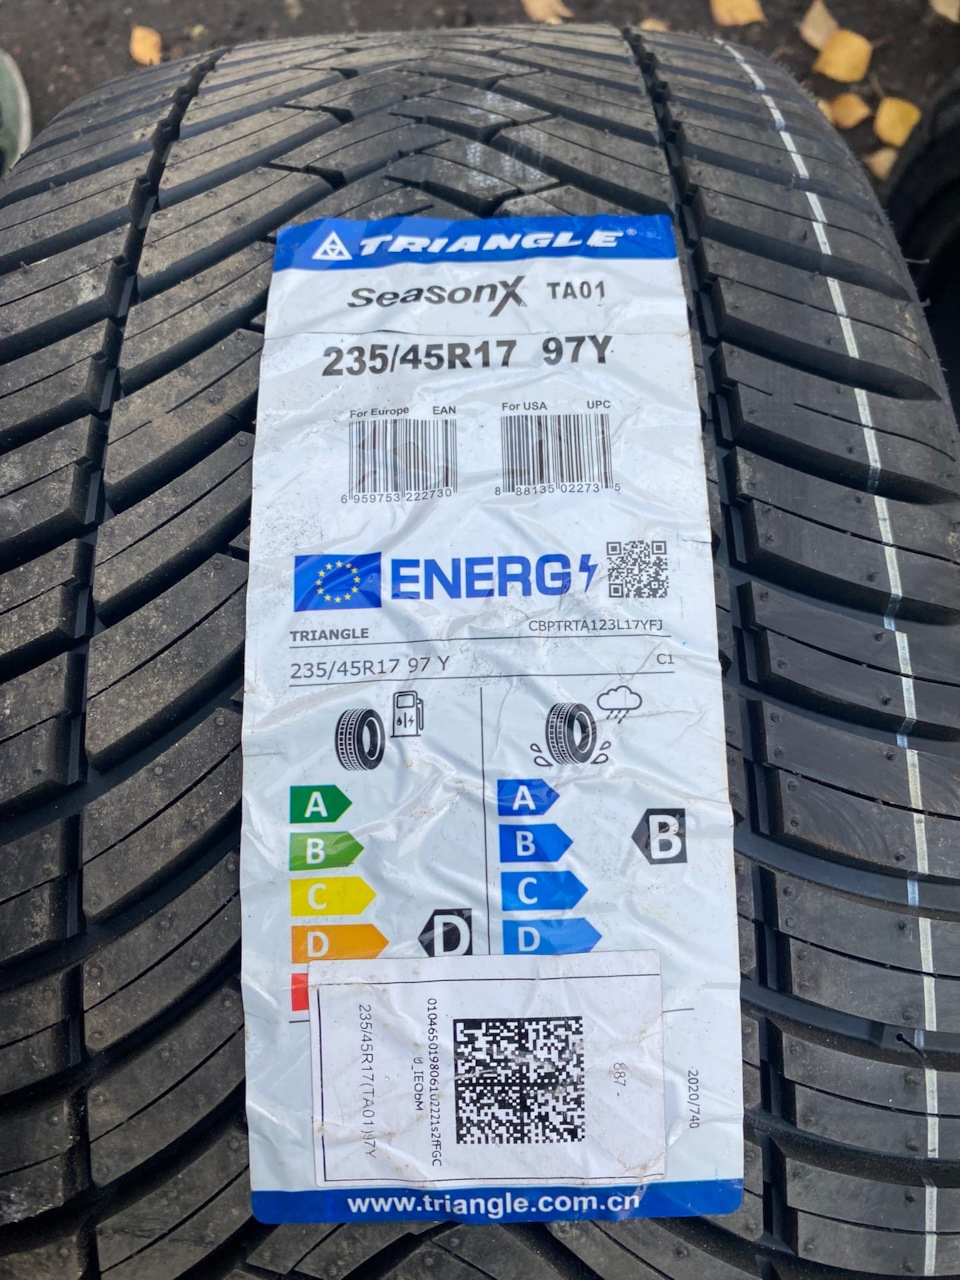 TRIANGLE®
SeasonX TA01
235/45R17 97Y
For Europe EAN
For USA UPC
6 959753 222730
8 88135 02273 5
ENERG
TRIANGLE
CBPTRTA123L17YFJ
235/45R17 97 Y
C1
A
B
C
D
D
A
B
C
D
B
235/45R17(TA01)97Y
687
2020/740
www.triangle.com.cn